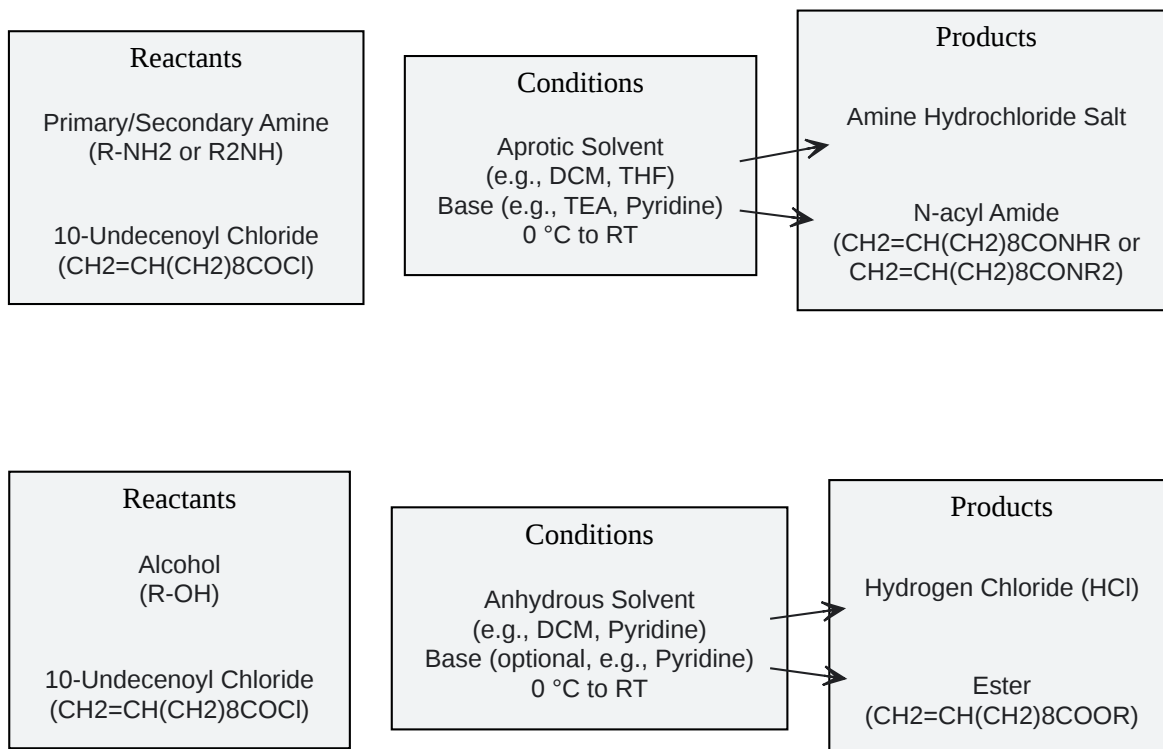 Reactants
Primary/Secondary Amine
(R-NH2 or R2NH)
10-Undecenoyl Chloride
(CH2=CH(CH2)8COCl)
Conditions
Aprotic Solvent
(e.g., DCM, THF)
Base (e.g., TEA, Pyridine)
0 °C to RT
Products
Amine Hydrochloride Salt
N-acyl Amide
(CH2=CH(CH2)8CONHR or
CH2=CH(CH2)8CONR2)
Reactants
Alcohol
(R-OH)
10-Undecenoyl Chloride
(CH2=CH(CH2)8COCl)
Conditions
Anhydrous Solvent
(e.g., DCM, Pyridine)
Base (optional, e.g., Pyridine)
0 °C to RT
Products
Hydrogen Chloride (HCl)
Ester
(CH2=CH(CH2)8COOR)